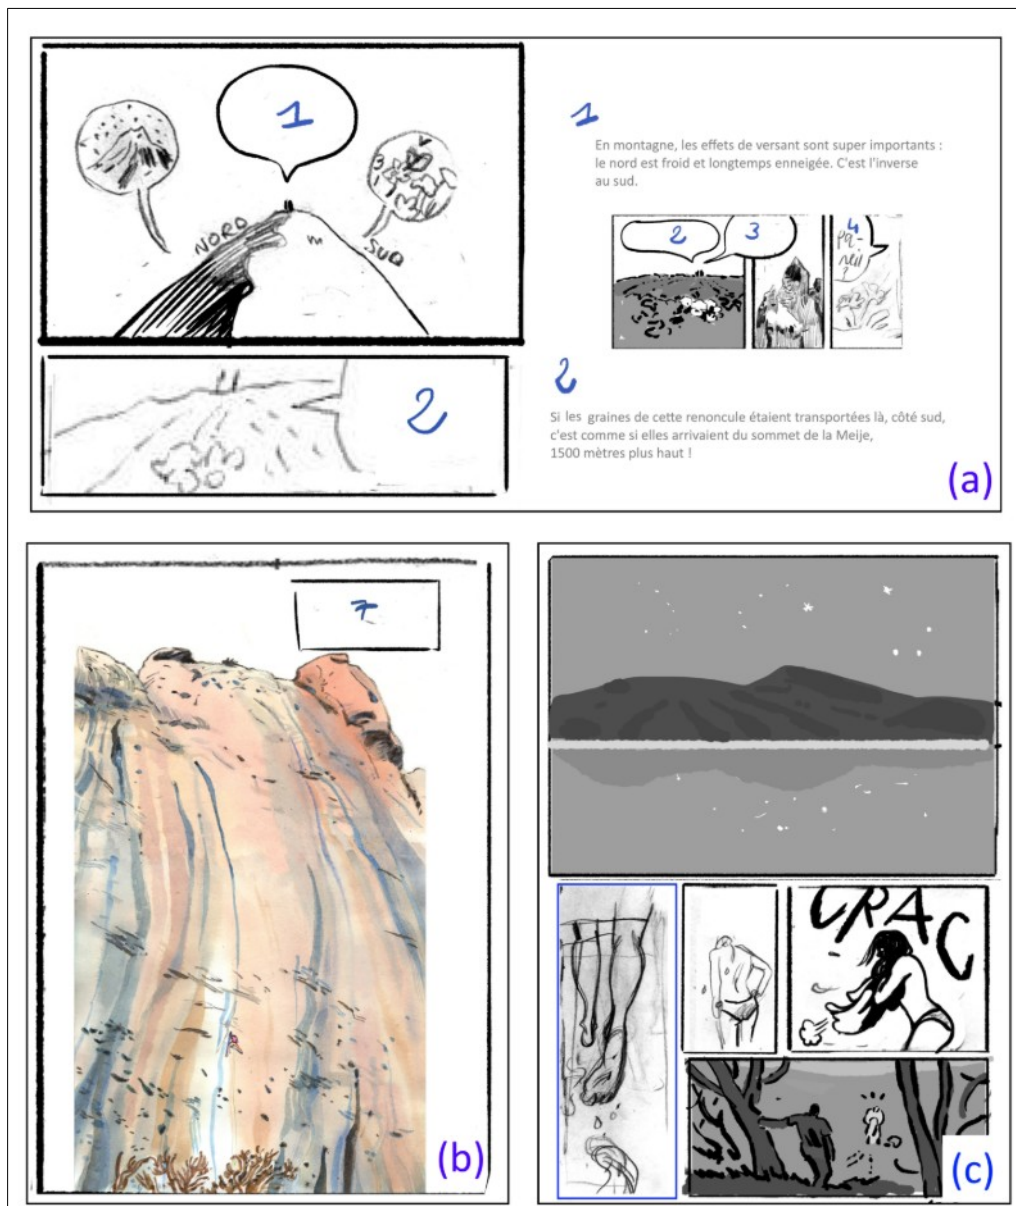 1
NORD
SUD
2
1
En montagne, les effets de versant sont super importants :
le nord est froid et longtemps enneigée. C'est l'inverse
au sud.
2
3
4
2
Si les graines de cette renoncule étaient transportées là, côté sud,
c'est comme si elles arrivaient du sommet de la Meije,
1500 mètres plus haut !
(a)
7
(b)
CRAC
(c)